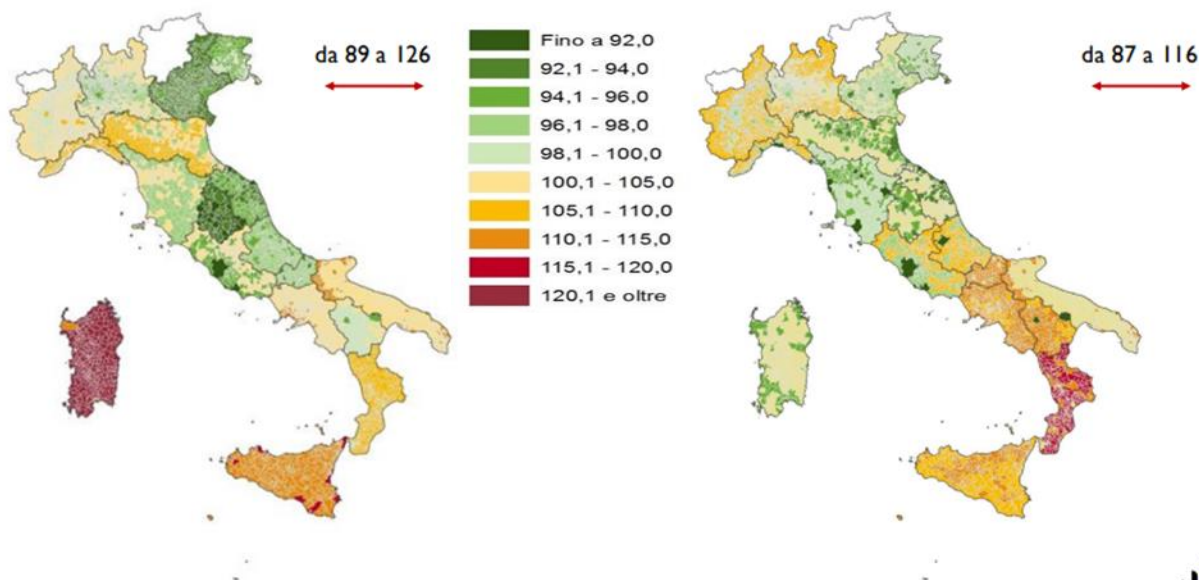 da 89 a 126
Fino a 92,0
92,1 - 94,0
94,1 - 96,0
96,1 - 98,0
98,1 - 100,0
100,1 - 105,0
105,1 - 110,0
110,1 - 115,0
115,1 - 120,0
120,1 e oltre
da 87 a 116